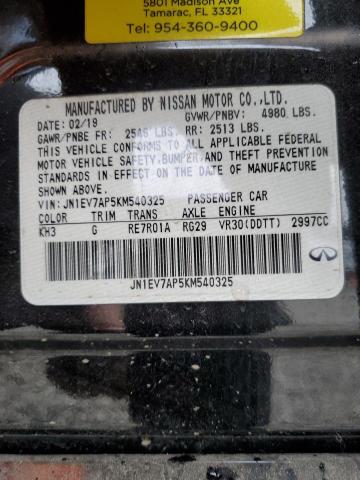 5801 Madison Ave
Tamarac, FL 33321
Tel: 954-360-9400
MANUFACTURED BY NISSAN MOTOR CO.,LTD.
DATE: 02/19 GVWR/PNBV: 4980 LBS.
GAWR/PNBE FR: 2546 LBS. RR: 2513 LBS.
THIS VEHICLE CONFORMS TO ALL APPLICABLE FEDERAL
MOTOR VEHICLE SAFETY,BUMPER,AND THEFT PREVENTION
STANDARDS IN EFFECT ON THE DATE OF MANUFACTURE
SHOWN ABOVE.
VIN: JN1EV7AP5KM540325 PASSENGER CAR
COLOR TRIM TRANS AXLE ENGINE
KH3 G RE7R01A RG29 VR30(DDTT) 2997CC
JN1EV7AP5KM540325
INFINITI